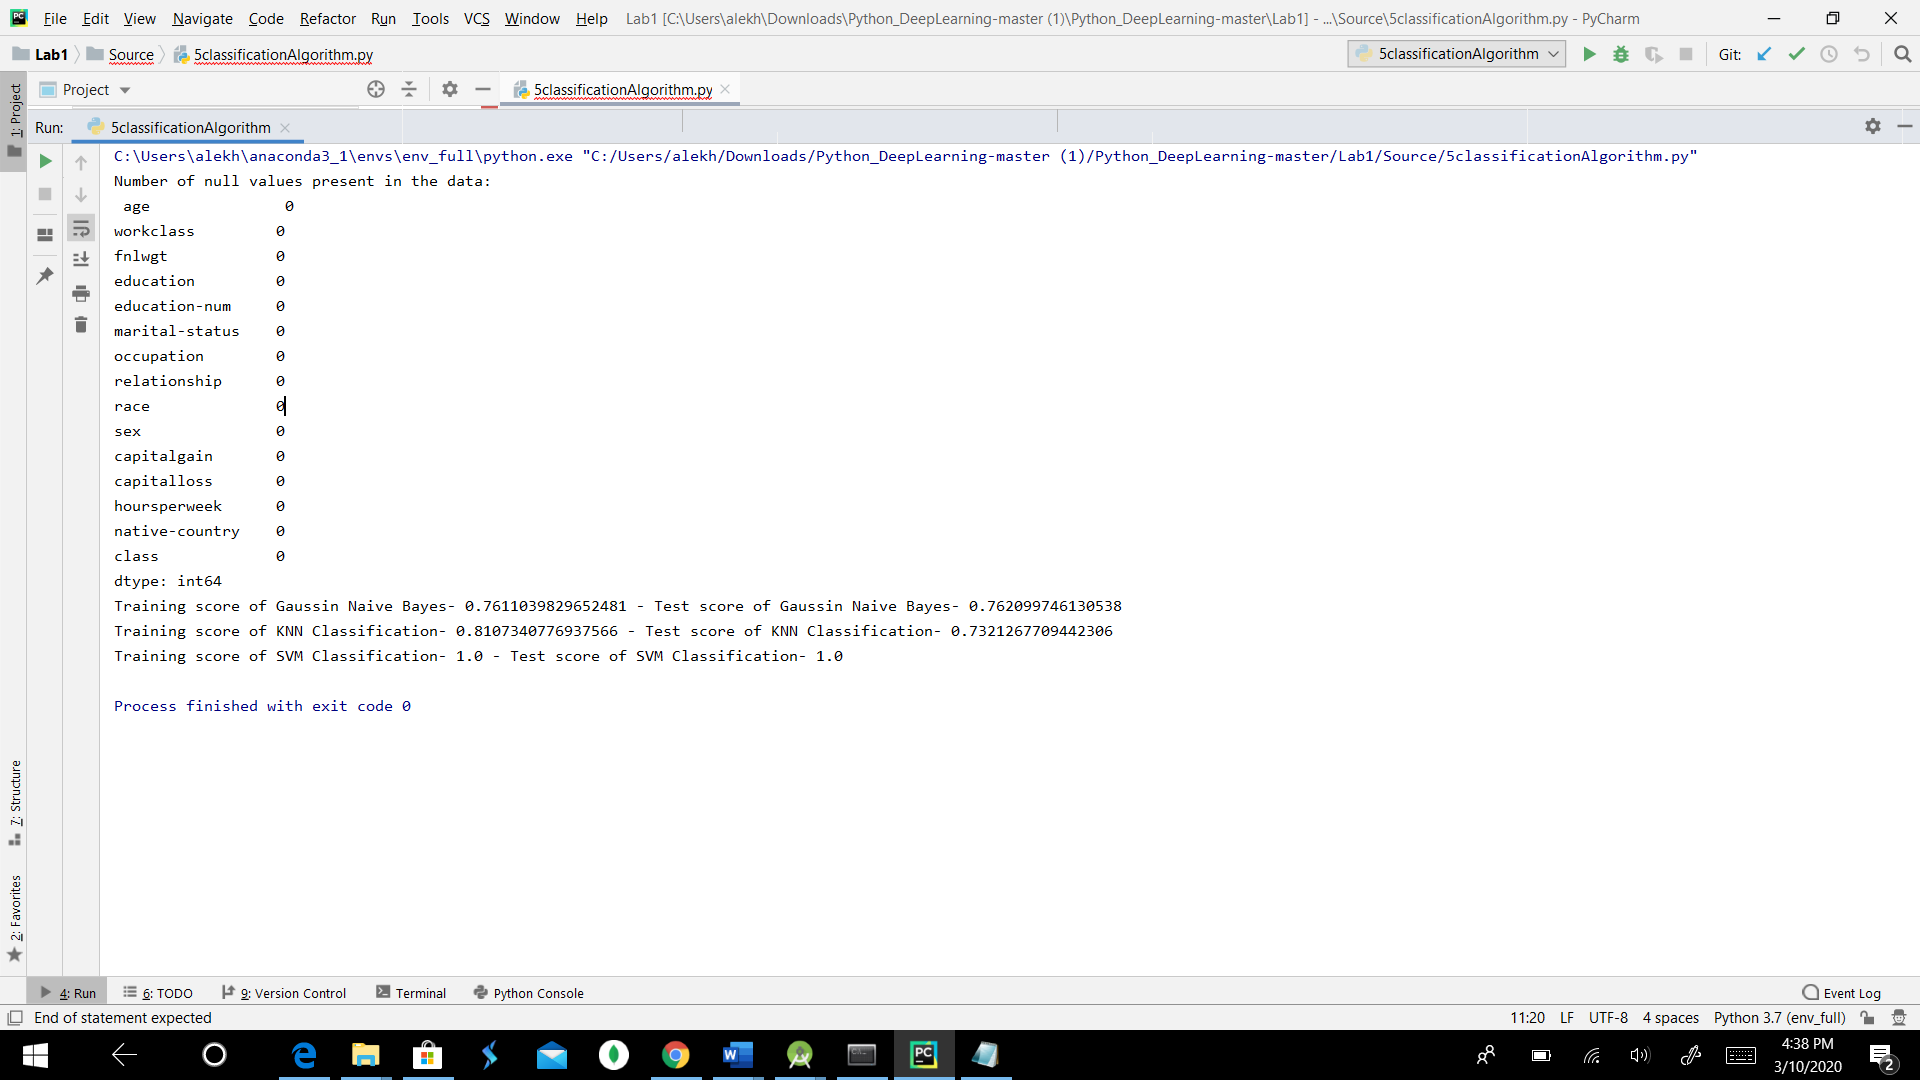 File Edit View Navigate Code Refactor Run Tools VCS Window Help Lab1 [C:\Users\alekh\Downloads\Python_DeepLearning-master (1)\Python_DeepLearning-master\Lab1] - ...\Source\5classificationAlgorithm.py - PyCharm
Lab1 Source 5classificationAlgorithm.py 5classificationAlgorithm Git:
1: Project
Project 5classificationAlgorithm.py
Run: 5classificationAlgorithm
C:\Users\alekh\anaconda3_1\envs\env_full\python.exe "C:/Users/alekh/Downloads/Python_DeepLearning-master (1)/Python_DeepLearning-master/Lab1/Source/5classificationAlgorithm.py"
Number of null values present in the data:
age 0
workclass 0
fnlwgt 0
education 0
education-num 0
marital-status 0
occupation 0
relationship 0
race 0
sex 0
capitalgain 0
capitalloss 0
hoursperweek 0
native-country 0
class 0
dtype: int64
Training score of Gaussin Naive Bayes- 0.7611039829652481 - Test score of Gaussin Naive Bayes- 0.762099746130538
Training score of KNN Classification- 0.8107340776937566 - Test score of KNN Classification- 0.7321267709442306
Training score of SVM Classification- 1.0 - Test score of SVM Classification- 1.0
Process finished with exit code 0
7: Structure
2: Favorites
4: Run 6: TODO 9: Version Control Terminal Python Console Event Log
End of statement expected 11:20 LF UTF-8 4 spaces Python 3.7 (env_full)
4:38 PM
3/10/2020
2